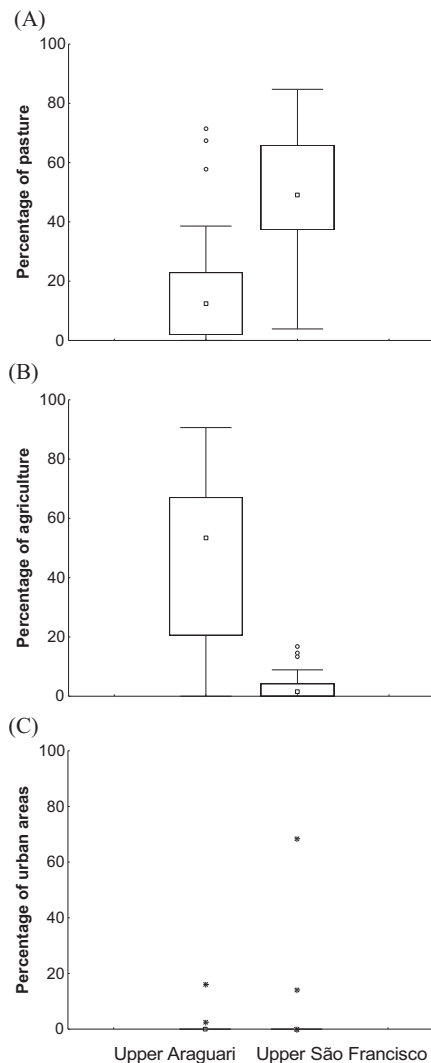 (A)
100
80
60
40
20
0
Percentage of pasture
(B)
100
80
60
40
20
0
Percentage of agriculture
(C)
100
80
60
40
20
0
Percentage of urban areas
Upper Araguari Upper São Francisco